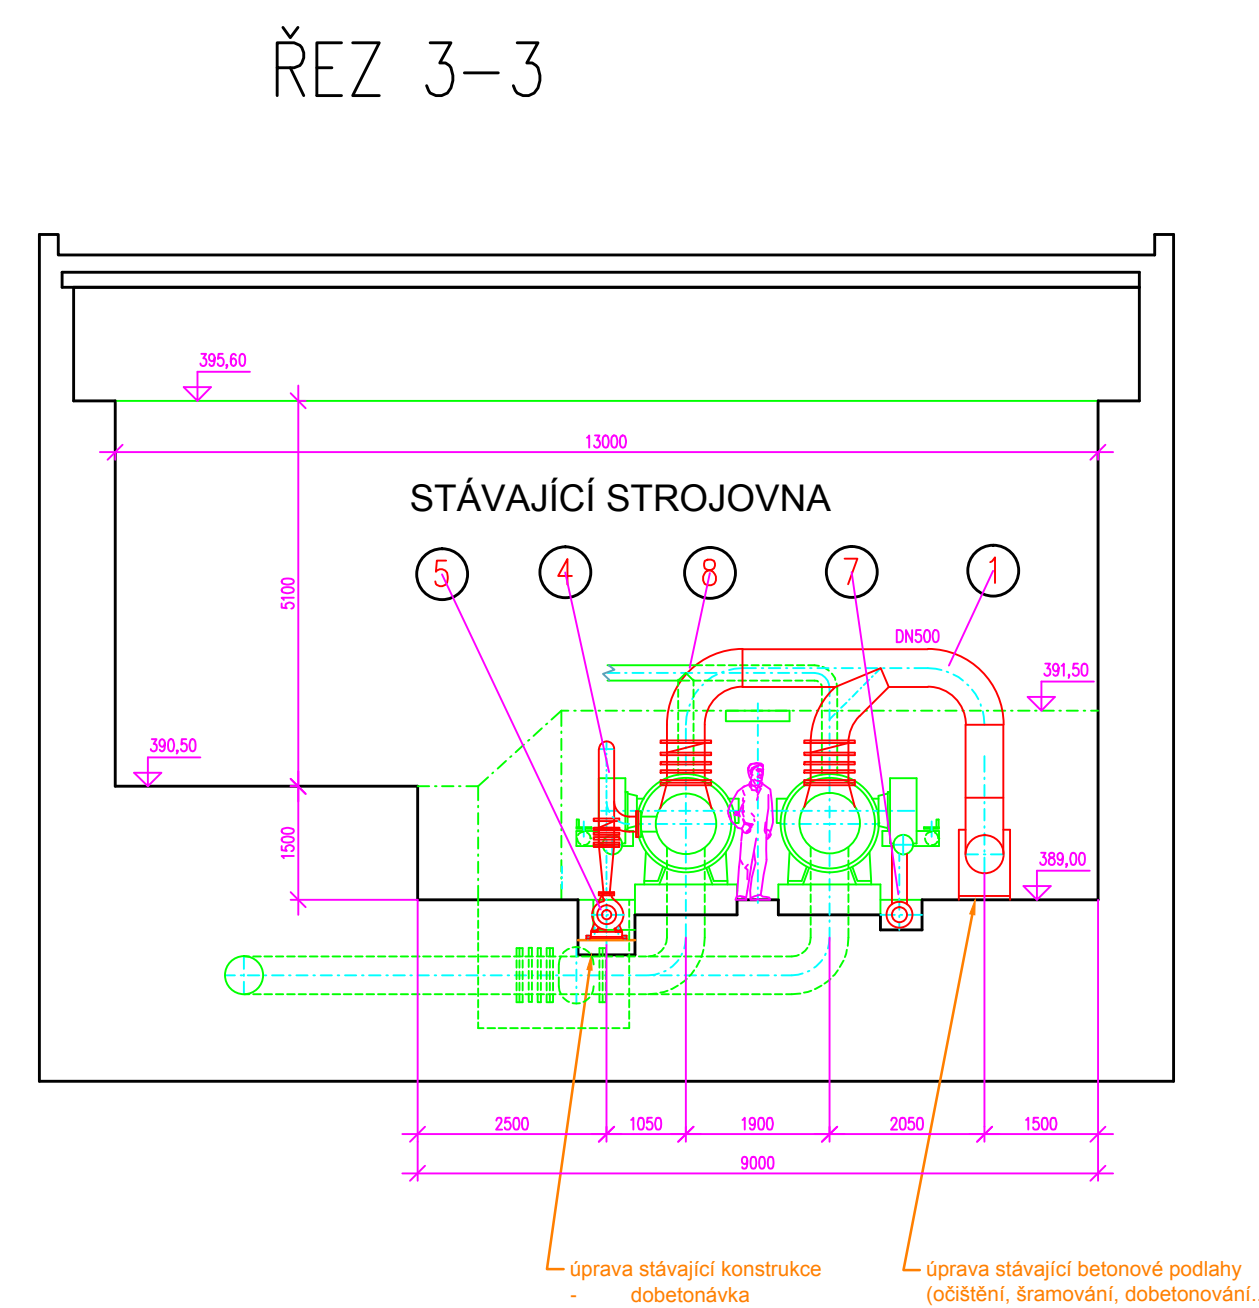 ŘEZ 3-3
395,60
13000
STÁVAJÍCÍ STROJOVNA
5 4 8 7 1
5100
DN500
391,50
390,50
1500
389,00
2500 1050 1900 2050 1500
9000
úprava stávající konstrukce
- dobetonávka
úprava stávající betonové podlahy
(očištění, šramování, dobetonování.